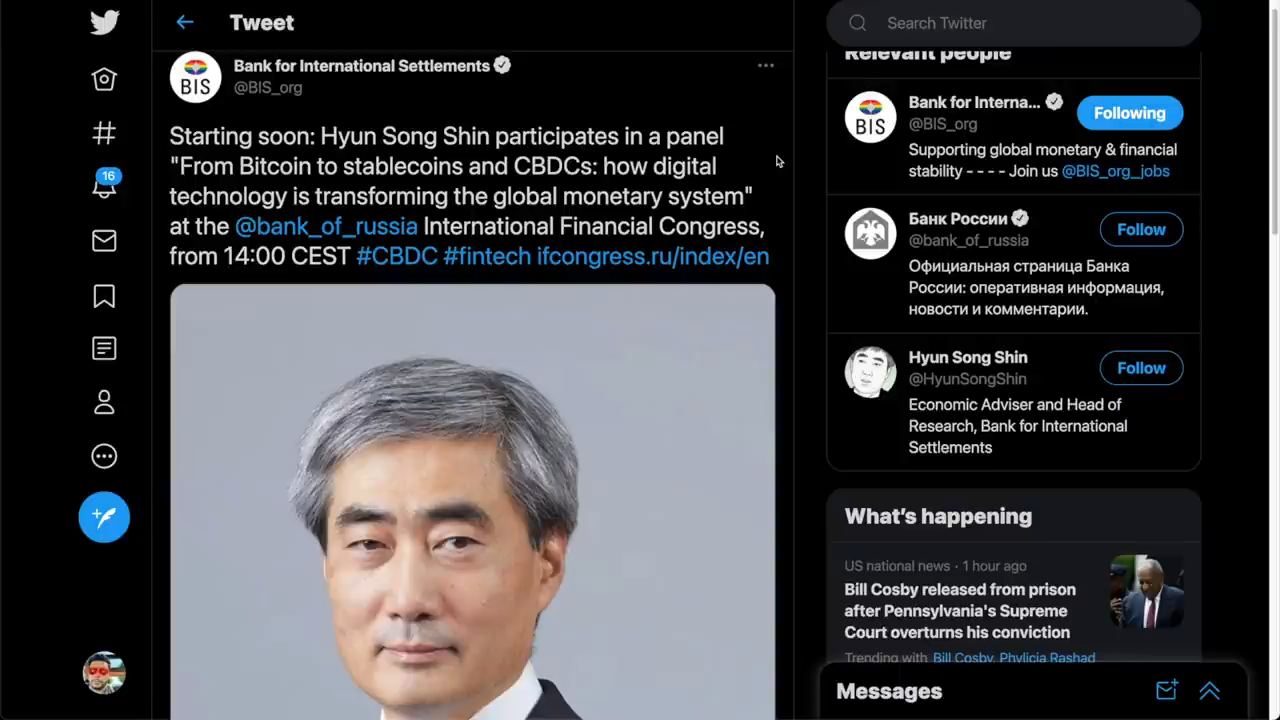 Tweet
BIS
Bank for International Settlements
@BIS_org
Starting soon: Hyun Song Shin participates in a panel
"From Bitcoin to stablecoins and CBDCs: how digital
technology is transforming the global monetary system"
at the @bank_of_russia International Financial Congress,
from 14:00 CEST #CBDC #fintech ifcongress.ru/index/en
16
Search Twitter
Relevant people
BIS
Bank for Interna...
@BIS_org
Following
Supporting global monetary & financial
stability - - - - Join us @BIS_org_jobs
Банк России
@bank_of_russia
Follow
Официальная страница Банка
России: оперативная информация,
новости и комментарии.
Hyun Song Shin
@HyunSongShin
Follow
Economic Adviser and Head of
Research, Bank for International
Settlements
What's happening
US national news · 1 hour ago
Bill Cosby released from prison
after Pennsylvania's Supreme
Court overturns his conviction
Trending with Bill Cosby, Phylicia Rashad
Messages